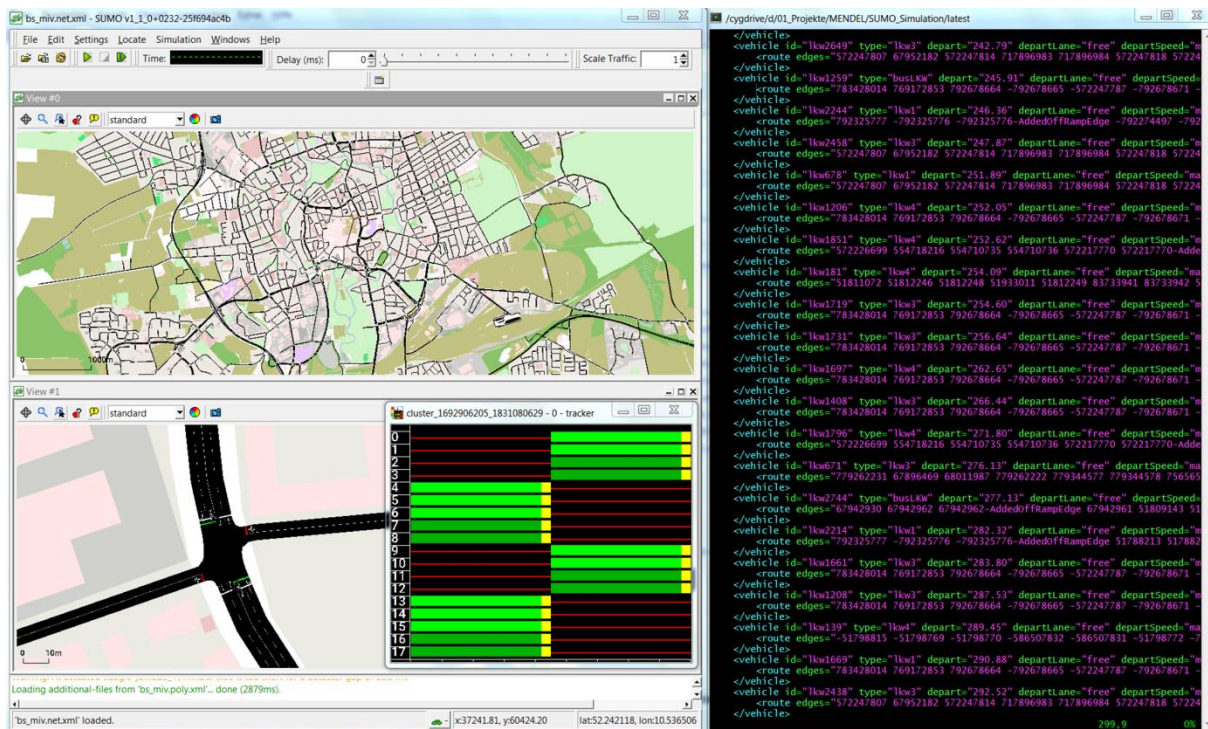 bs_miv.net.xml - SUMO v1_1_0+0232-25f694ac4b
File Edit Settings Locate Simulation Windows Help
Time: Delay (ms): 0 Scale Traffic: 1
View #0
standard
0 1000m
View #1
standard
0 10m
cluster_1692906205_1831080629 - 0 - tracker
0
1
2
3
4
5
6
7
8
9
10
11
12
13
14
15
16
17
Loading additional-files from 'bs_miv.poly.xml'... done (2879ms).
'bs_miv.net.xml' loaded.
x:37241.81, y:60424.20
lat:52.242118, lon:10.536506
/cygdrive/d/01_Projekte/MENDEL/SUMO_Simulation/latest
</vehicle>
<vehicle id="lkw2649" type="lkw3" depart="242.79" departLane="free" departSpeed="m
<route edges="572247807 67952182 572247814 717896983 717896984 572247818 57224
</vehicle>
<vehicle id="lkw1259" type="busLKW" depart="245.91" departLane="free" departSpeed=
<route edges="783428014 769172853 792678664 -792678665 -572247787 -792678671 -
</vehicle>
<vehicle id="lkw2244" type="lkw1" depart="246.36" departLane="free" departSpeed="m
<route edges="792325777 -792325776 -792325776-AddedOffRampEdge -792274497 -792
</vehicle>
<vehicle id="lkw2458" type="lkw3" depart="247.87" departLane="free" departSpeed="m
<route edges="572247807 67952182 572247814 717896983 717896984 572247818 57224
</vehicle>
<vehicle id="lkw678" type="lkw1" depart="251.89" departLane="free" departSpeed="ma
<route edges="572247807 67952182 572247814 717896983 717896984 572247818 57224
</vehicle>
<vehicle id="lkw1206" type="lkw4" depart="252.05" departLane="free" departSpeed="m
<route edges="783428014 769172853 792678664 -792678665 -572247787 -792678671 -
</vehicle>
<vehicle id="lkw1851" type="lkw4" depart="252.62" departLane="free" departSpeed="m
<route edges="572226699 554718216 554710735 554710736 572217770 572217770-Adde
</vehicle>
<vehicle id="lkw181" type="lkw4" depart="254.09" departLane="free" departSpeed="ma
<route edges="51811072 51812246 51812248 51933011 51812249 83733941 83733942 5
</vehicle>
<vehicle id="lkw1719" type="lkw3" depart="254.60" departLane="free" departSpeed="m
<route edges="783428014 769172853 792678664 -792678665 -572247787 -792678671 -
</vehicle>
<vehicle id="lkw1731" type="lkw3" depart="256.64" departLane="free" departSpeed="m
<route edges="783428014 769172853 792678664 -792678665 -572247787 -792678671 -
</vehicle>
<vehicle id="lkw1697" type="lkw4" depart="262.65" departLane="free" departSpeed="m
<route edges="783428014 769172853 792678664 -792678665 -572247787 -792678671 -
</vehicle>
<vehicle id="lkw1408" type="lkw3" depart="266.44" departLane="free" departSpeed="m
<route edges="783428014 769172853 792678664 -792678665 -572247787 -792678671 -
</vehicle>
<vehicle id="lkw1796" type="lkw4" depart="271.80" departLane="free" departSpeed="m
<route edges="572226699 554718216 554710735 554710736 572217770 572217770-Adde
</vehicle>
<vehicle id="lkw671" type="lkw3" depart="276.13" departLane="free" departSpeed="ma
<route edges="779262231 67896469 68011987 779262222 779344577 779344578 756565
</vehicle>
<vehicle id="lkw2744" type="busLKW" depart="277.13" departLane="free" departSpeed=
<route edges="67942930 67942962 67942962-AddedOffRampEdge 67942961 51809143 51
</vehicle>
<vehicle id="lkw2214" type="lkw1" depart="282.32" departLane="free" departSpeed="m
<route edges="792325777 -792325776 -792325776-AddedOffRampEdge 51788213 517882
</vehicle>
<vehicle id="lkw1661" type="lkw3" depart="283.80" departLane="free" departSpeed="m
<route edges="783428014 769172853 792678664 -792678665 -572247787 -792678671 -
</vehicle>
<vehicle id="lkw1208" type="lkw3" depart="287.53" departLane="free" departSpeed="m
<route edges="783428014 769172853 792678664 -792678665 -572247787 -792678671 -
</vehicle>
<vehicle id="lkw139" type="lkw4" depart="289.45" departLane="free" departSpeed="ma
<route edges="-51798815 -51798769 -51798770 -586507832 -586507831 -51798772 -7
</vehicle>
<vehicle id="lkw1669" type="lkw1" depart="290.88" departLane="free" departSpeed="m
<route edges="783428014 769172853 792678664 -792678665 -572247787 -792678671 -
</vehicle>
<vehicle id="lkw2438" type="lkw3" depart="292.52" departLane="free" departSpeed="m
<route edges="572247807 67952182 572247814 717896983 717896984 572247818 57224
</vehicle>
299,9 0%